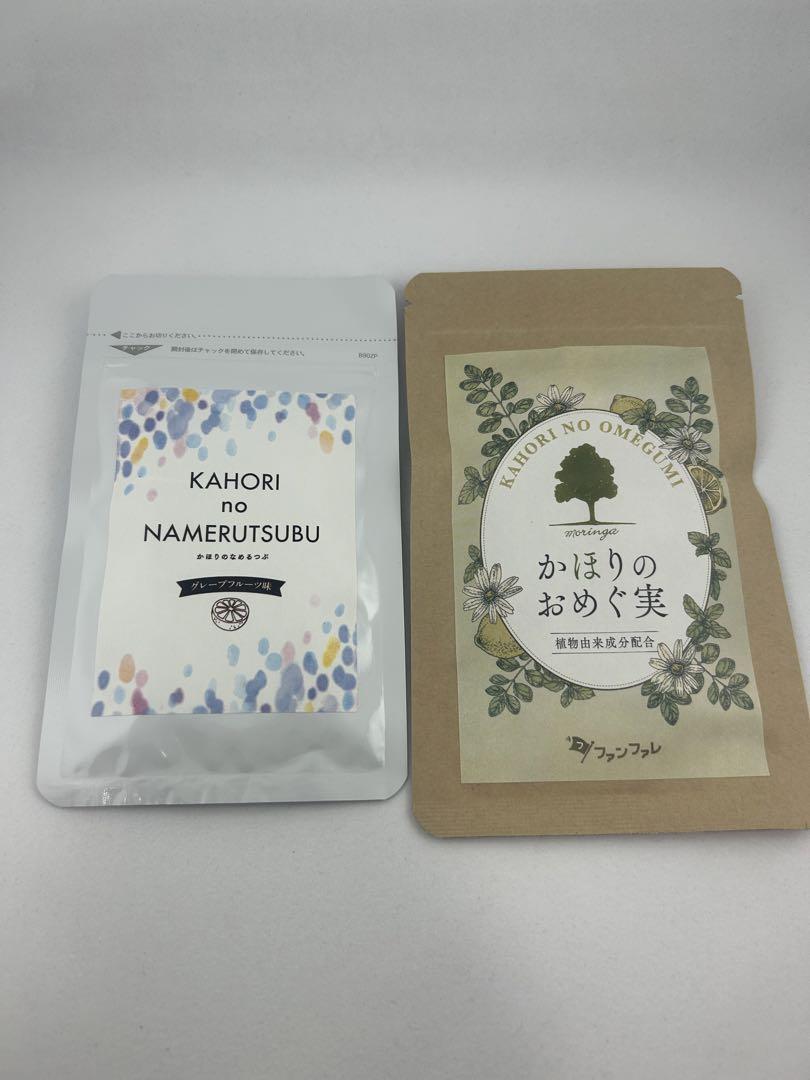 ここからお切りください。
チャック
開封後はチャックを閉めて保存してください。
B90ZP
KAHORI
no
NAMERUTSUBU
かほりのなめるつぶ
グレープフルーツ味
KAHORI NO OMEGUMI
moringa
かほりの
おめぐ実
植物由来成分配合
ファンファレ